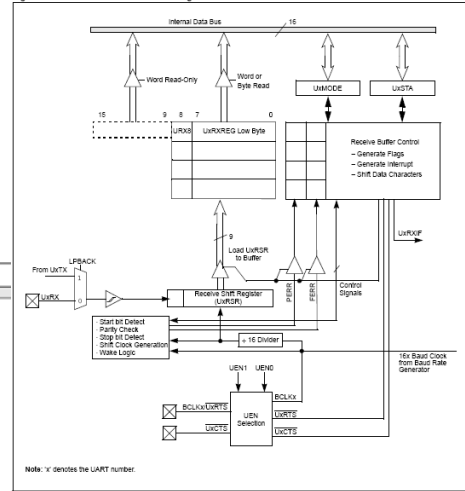 Internal Data Bus
16
Word Read-Only
Word or
Byte Read
UxMODE
UxSTA
15
9
8
7
0
URX8
UxRXREG Low Byte
Receive Buffer Control
– Generate Flags
– Generate Interrupt
– Shift Data Characters
9
Load UxRSR
to Buffer
UxRXIF
LPBACK
From UxTX
1
UxRX
0
Receive Shift Register
(UxRSR)
PERR
FERR
Control
Signals
· Start bit Detect
· Parity Check
· Stop bit Detect
· Shift Clock Generation
· Wake Logic
÷ 16 Divider
16x Baud Clock
from Baud Rate
Generator
UEN1
UEN0
BCLKx
BCLKx/UxRTS
UEN
Selection
UxRTS
UxCTS
UxCTS
Note: 'x' denotes the UART number.